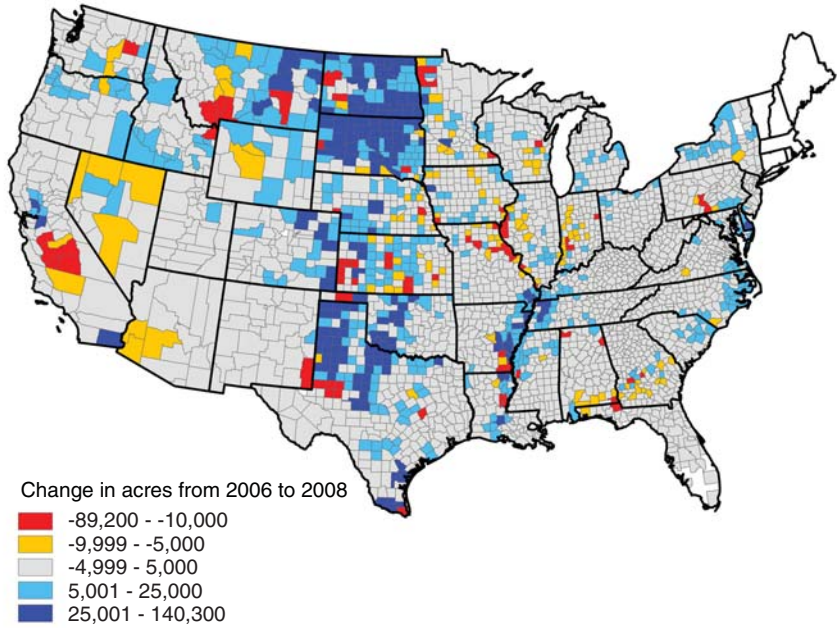 Change in acres from 2006 to 2008
-89,200 - -10,000
-9,999 - -5,000
-4,999 - 5,000
5,001 - 25,000
25,001 - 140,300